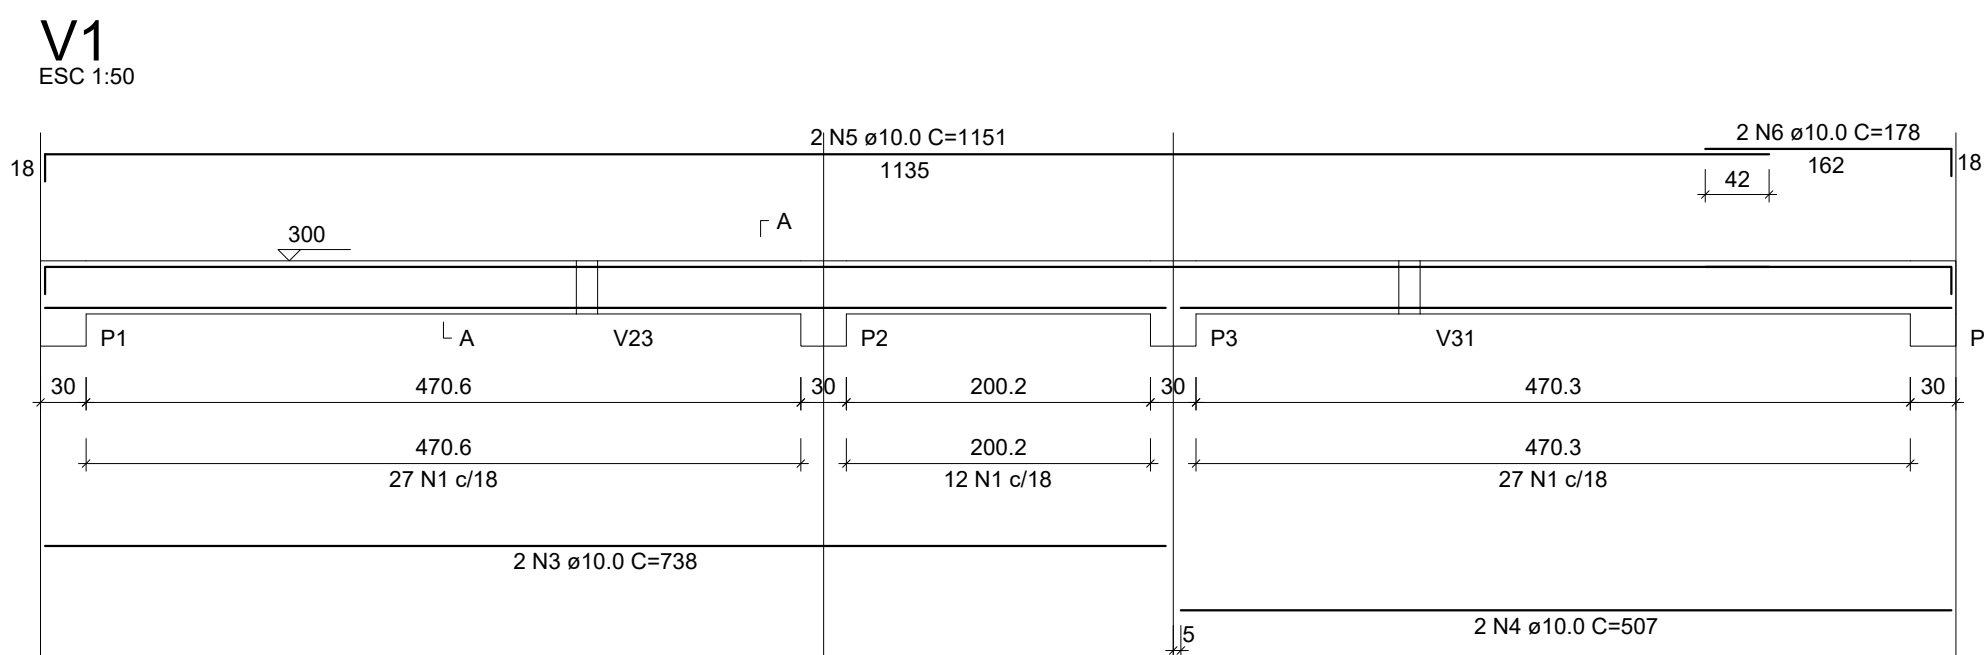 V1
ESC 1:50
2 N5 ø10.0 C=1151
2 N6 ø10.0 C=178
18
1135
162
18
42
A
300
P1
A
V23
P2
P3
V31
P
30
470.6
30
200.2
30
470.3
30
470.6
200.2
470.3
27 N1 c/18
12 N1 c/18
27 N1 c/18
2 N3 ø10.0 C=738
2 N4 ø10.0 C=507
5